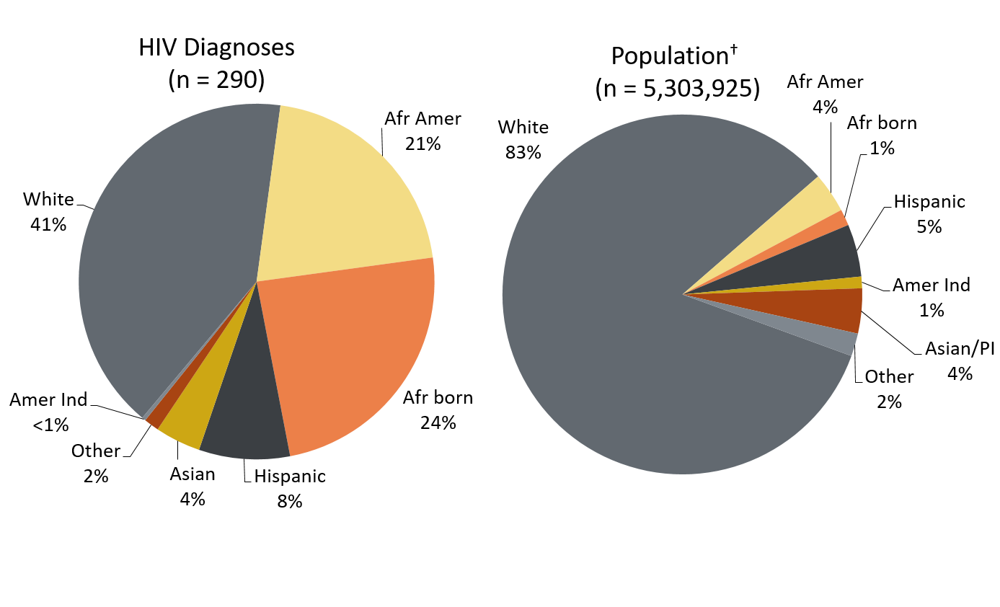 HIV Diagnoses
(n = 290)
Afr Amer
21%
White
41%
Afr born
24%
Amer Ind
<1%
Other
2%
Asian
4%
Hispanic
8%
Population†
(n = 5,303,925)
Afr Amer
4%
White
83%
Afr born
1%
Hispanic
5%
Amer Ind
1%
Asian/PI
4%
Other
2%